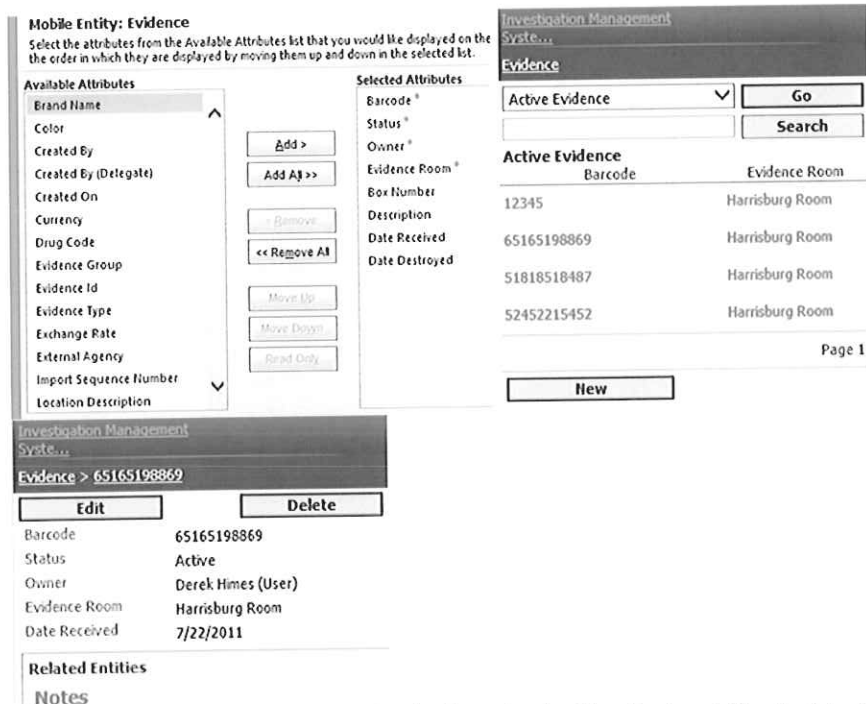 Mobile Entity: Evidence
Select the attributes from the Available Attributes list that you would like displayed on the
the order in which they are displayed by moving them up and down in the selected list.
Available Attributes
Brand Name
Color
Created By
Created By (Delegate)
Created On
Currency
Drug Code
Evidence Group
Evidence Id
Evidence Type
Exchange Rate
External Agency
Import Sequence Number
Location Description
Add >
Add All >>
< Remove
<< Remove All
Move Up
Move Down
Read Only
Selected Attributes
Barcode *
Status *
Owner *
Evidence Room *
Box Number
Description
Date Received
Date Destroyed
Investigation Management
Syste...
Evidence
Active Evidence
Go
Search
Active Evidence
Barcode Evidence Room
12345 Harrisburg Room
65165198869 Harrisburg Room
51818518487 Harrisburg Room
52452215452 Harrisburg Room
Page 1
New
Investigation Management
Syste...
Evidence > 65165198869
Edit Delete
Barcode 65165198869
Status Active
Owner Derek Himes (User)
Evidence Room Harrisburg Room
Date Received 7/22/2011
Related Entities
Notes